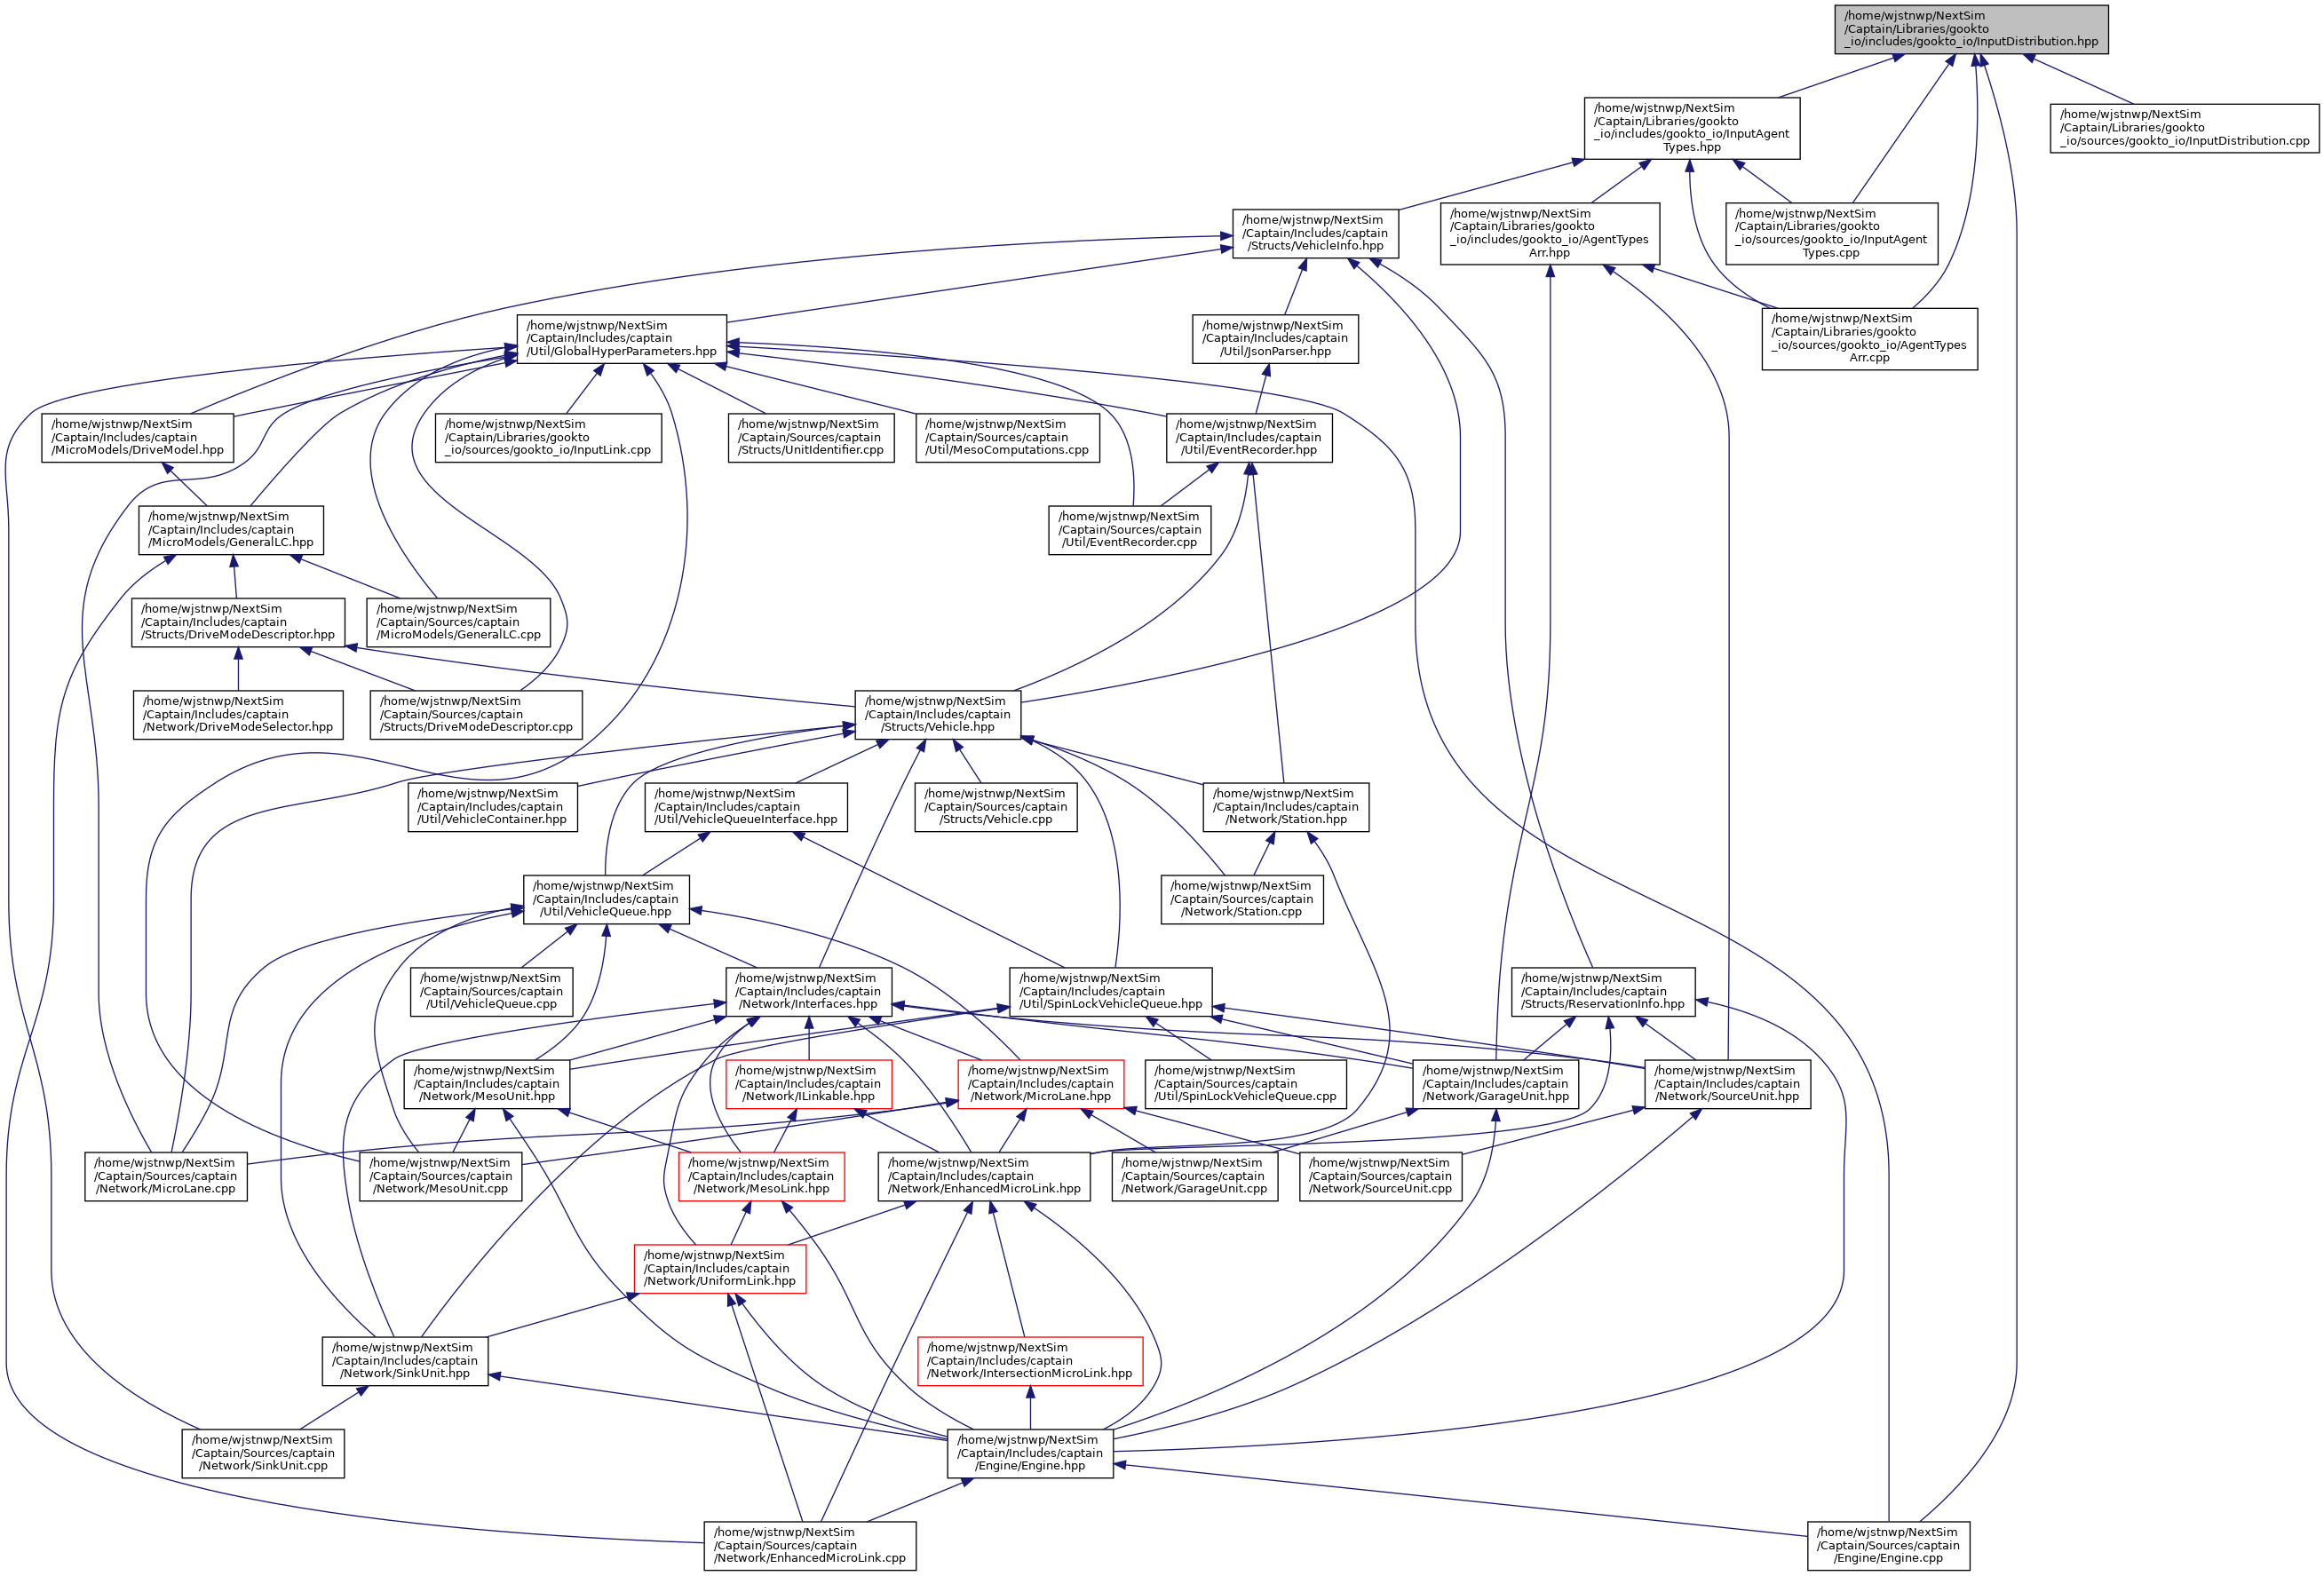 /home/wjstnwp/NextSim
/Captain/Libraries/gookto
_io/includes/gookto_io/InputDistribution.hpp
/home/wjstnwp/NextSim
/Captain/Libraries/gookto
_io/includes/gookto_io/InputAgent
Types.hpp
/home/wjstnwp/NextSim
/Captain/Libraries/gookto
_io/sources/gookto_io/InputDistribution.cpp
/home/wjstnwp/NextSim
/Captain/Includes/captain
/Structs/VehicleInfo.hpp
/home/wjstnwp/NextSim
/Captain/Libraries/gookto
_io/includes/gookto_io/AgentTypes
Arr.hpp
/home/wjstnwp/NextSim
/Captain/Libraries/gookto
_io/sources/gookto_io/InputAgent
Types.cpp
/home/wjstnwp/NextSim
/Captain/Includes/captain
/Util/GlobalHyperParameters.hpp
/home/wjstnwp/NextSim
/Captain/Includes/captain
/Util/JsonParser.hpp
/home/wjstnwp/NextSim
/Captain/Libraries/gookto
_io/sources/gookto_io/AgentTypes
Arr.cpp
/home/wjstnwp/NextSim
/Captain/Includes/captain
/MicroModels/DriveModel.hpp
/home/wjstnwp/NextSim
/Captain/Libraries/gookto
_io/sources/gookto_io/InputLink.cpp
/home/wjstnwp/NextSim
/Captain/Sources/captain
/Structs/UnitIdentifier.cpp
/home/wjstnwp/NextSim
/Captain/Sources/captain
/Util/MesoComputations.cpp
/home/wjstnwp/NextSim
/Captain/Includes/captain
/Util/EventRecorder.hpp
/home/wjstnwp/NextSim
/Captain/Includes/captain
/MicroModels/GeneralLC.hpp
/home/wjstnwp/NextSim
/Captain/Sources/captain
/Util/EventRecorder.cpp
/home/wjstnwp/NextSim
/Captain/Includes/captain
/Structs/DriveModeDescriptor.hpp
/home/wjstnwp/NextSim
/Captain/Sources/captain
/MicroModels/GeneralLC.cpp
/home/wjstnwp/NextSim
/Captain/Includes/captain
/Network/DriveModeSelector.hpp
/home/wjstnwp/NextSim
/Captain/Sources/captain
/Structs/DriveModeDescriptor.cpp
/home/wjstnwp/NextSim
/Captain/Includes/captain
/Structs/Vehicle.hpp
/home/wjstnwp/NextSim
/Captain/Includes/captain
/Util/VehicleContainer.hpp
/home/wjstnwp/NextSim
/Captain/Includes/captain
/Util/VehicleQueueInterface.hpp
/home/wjstnwp/NextSim
/Captain/Sources/captain
/Structs/Vehicle.cpp
/home/wjstnwp/NextSim
/Captain/Includes/captain
/Network/Station.hpp
/home/wjstnwp/NextSim
/Captain/Includes/captain
/Util/VehicleQueue.hpp
/home/wjstnwp/NextSim
/Captain/Sources/captain
/Network/Station.cpp
/home/wjstnwp/NextSim
/Captain/Sources/captain
/Util/VehicleQueue.cpp
/home/wjstnwp/NextSim
/Captain/Includes/captain
/Network/Interfaces.hpp
/home/wjstnwp/NextSim
/Captain/Includes/captain
/Util/SpinLockVehicleQueue.hpp
/home/wjstnwp/NextSim
/Captain/Includes/captain
/Structs/ReservationInfo.hpp
/home/wjstnwp/NextSim
/Captain/Includes/captain
/Network/MesoUnit.hpp
/home/wjstnwp/NextSim
/Captain/Includes/captain
/Network/ILinkable.hpp
/home/wjstnwp/NextSim
/Captain/Includes/captain
/Network/MicroLane.hpp
/home/wjstnwp/NextSim
/Captain/Sources/captain
/Util/SpinLockVehicleQueue.cpp
/home/wjstnwp/NextSim
/Captain/Includes/captain
/Network/GarageUnit.hpp
/home/wjstnwp/NextSim
/Captain/Includes/captain
/Network/SourceUnit.hpp
/home/wjstnwp/NextSim
/Captain/Sources/captain
/Network/MicroLane.cpp
/home/wjstnwp/NextSim
/Captain/Sources/captain
/Network/MesoUnit.cpp
/home/wjstnwp/NextSim
/Captain/Includes/captain
/Network/MesoLink.hpp
/home/wjstnwp/NextSim
/Captain/Includes/captain
/Network/EnhancedMicroLink.hpp
/home/wjstnwp/NextSim
/Captain/Sources/captain
/Network/GarageUnit.cpp
/home/wjstnwp/NextSim
/Captain/Sources/captain
/Network/SourceUnit.cpp
/home/wjstnwp/NextSim
/Captain/Includes/captain
/Network/UniformLink.hpp
/home/wjstnwp/NextSim
/Captain/Includes/captain
/Network/SinkUnit.hpp
/home/wjstnwp/NextSim
/Captain/Includes/captain
/Network/IntersectionMicroLink.hpp
/home/wjstnwp/NextSim
/Captain/Sources/captain
/Network/SinkUnit.cpp
/home/wjstnwp/NextSim
/Captain/Includes/captain
/Engine/Engine.hpp
/home/wjstnwp/NextSim
/Captain/Sources/captain
/Network/EnhancedMicroLink.cpp
/home/wjstnwp/NextSim
/Captain/Sources/captain
/Engine/Engine.cpp